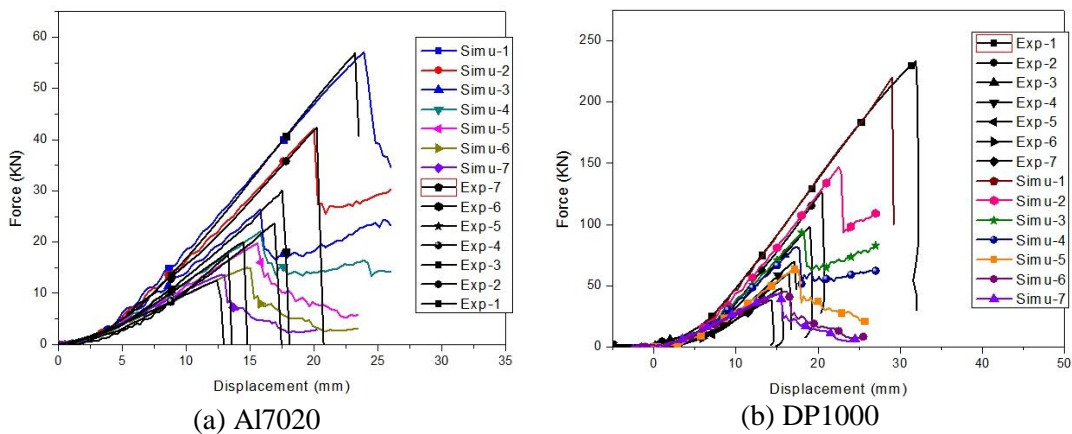 60
50
40
30
20
10
0
Force (KN)
0 5 10 15 20 25 30 35
Displacement (mm)
Simu-1
Simu-2
Simu-3
Simu-4
Simu-5
Simu-6
Simu-7
Exp-7
Exp-6
Exp-5
Exp-4
Exp-3
Exp-2
Exp-1
(a) Al7020
250
200
150
100
50
0
Force (KN)
0 10 20 30 40 50
Displacement (mm)
Exp-1
Exp-2
Exp-3
Exp-4
Exp-5
Exp-6
Exp-7
Simu-1
Simu-2
Simu-3
Simu-4
Simu-5
Simu-6
Simu-7
(b) DP1000